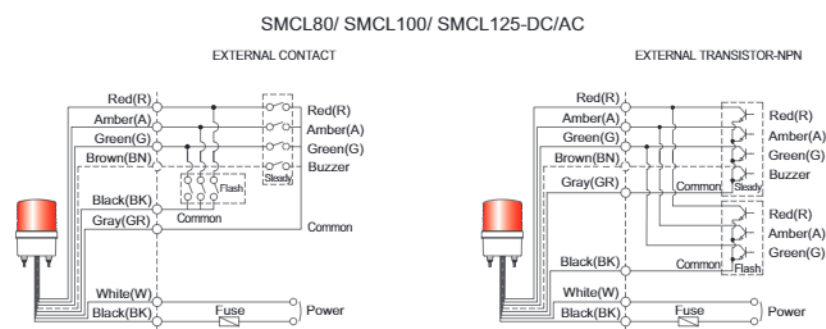 SMCL80/ SMCL100/ SMCL125-DC/AC
EXTERNAL CONTACT
Red(R)
Amber(A)
Green(G)
Brown(BN)
Black(BK)
Gray(GR)
White(W)
Black(BK)
Flash
Common
Steady
Red(R)
Amber(A)
Green(G)
Buzzer
Common
Fuse
Power
EXTERNAL TRANSISTOR-NPN
Red(R)
Amber(A)
Green(G)
Brown(BN)
Gray(GR)
Black(BK)
White(W)
Black(BK)
Common
Steady
Red(R)
Amber(A)
Green(G)
Buzzer
Common
Flash
Red(R)
Amber(A)
Green(G)
Fuse
Power